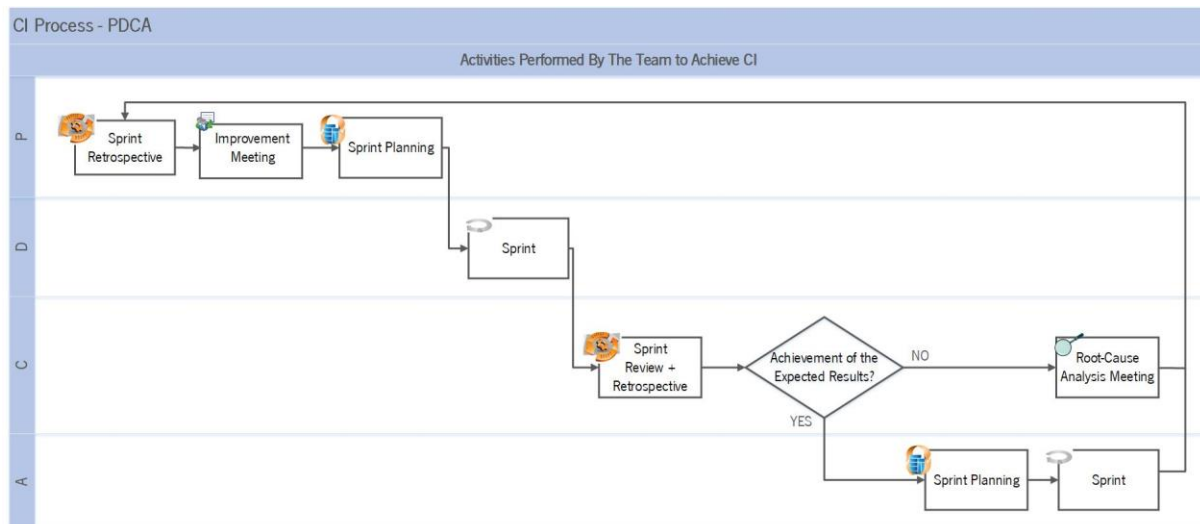 CI Process - PDCA
Activities Performed By The Team to Achieve CI
P
Sprint
Retrospective
Improvement
Meeting
Sprint Planning
D
Sprint
C
Sprint
Review +
Retrospective
Achievement of the
Expected Results?
NO
Root-Cause
Analysis Meeting
YES
A
Sprint Planning
Sprint